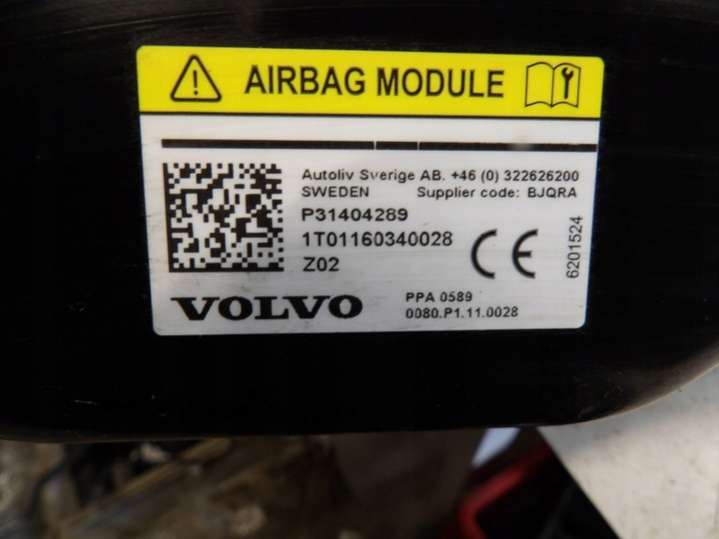 AIRBAG MODULE
Autoliv Sverige AB. +46 (0) 322626200
SWEDEN Supplier code: BJQRA
P31404289
1T01160340028
Z02
CE
6201524
VOLVO
PPA 0589
0080.P1.11.0028